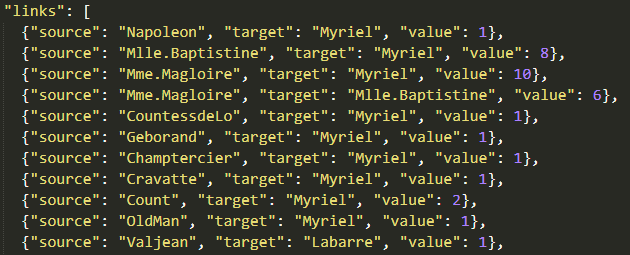 "links": [
{"source": "Napoleon", "target": "Myriel", "value": 1},
{"source": "Mlle.Baptistine", "target": "Myriel", "value": 8},
{"source": "Mme.Magloire", "target": "Myriel", "value": 10},
{"source": "Mme.Magloire", "target": "Mlle.Baptistine", "value": 6},
{"source": "CountessdeLo", "target": "Myriel", "value": 1},
{"source": "Geborand", "target": "Myriel", "value": 1},
{"source": "Champtercier", "target": "Myriel", "value": 1},
{"source": "Cravatte", "target": "Myriel", "value": 1},
{"source": "Count", "target": "Myriel", "value": 2},
{"source": "OldMan", "target": "Myriel", "value": 1},
{"source": "Valjean", "target": "Labarre", "value": 1},